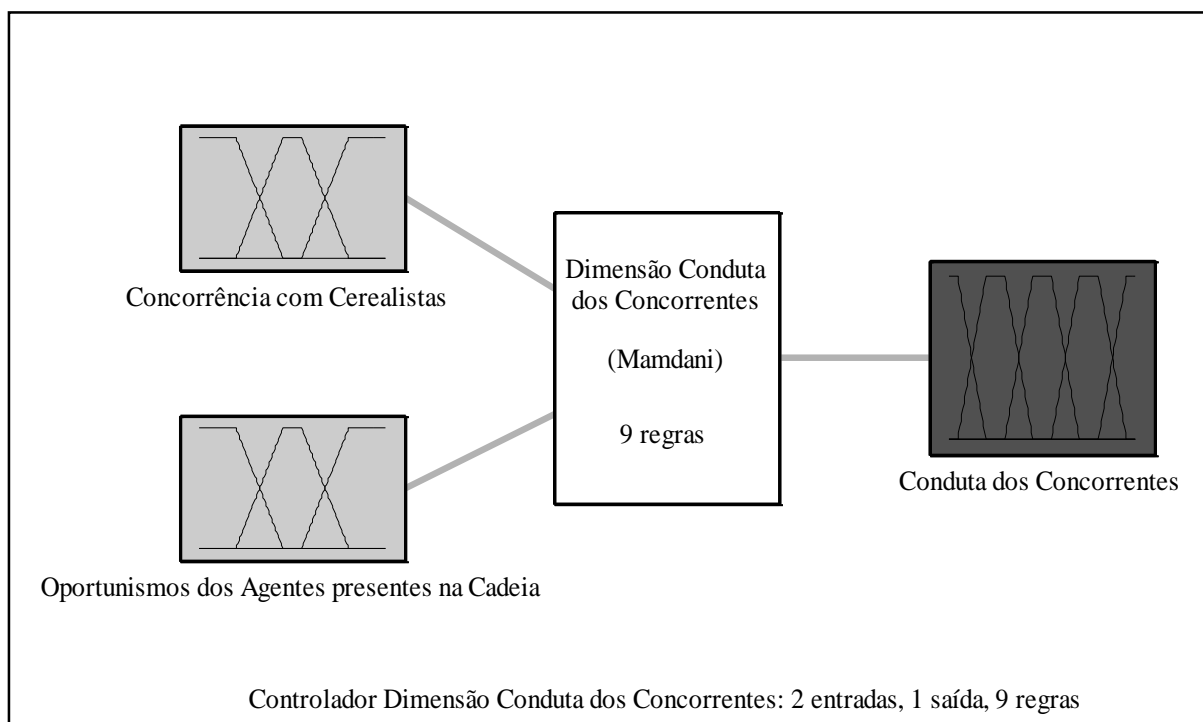 Concorrência com Cerealistas
Dimensão Conduta
dos Concorrentes
(Mamdani)
9 regras
Conduta dos Concorrentes
Oportunismos dos Agentes presentes na Cadeia
Controlador Dimensão Conduta dos Concorrentes: 2 entradas, 1 saída, 9 regras